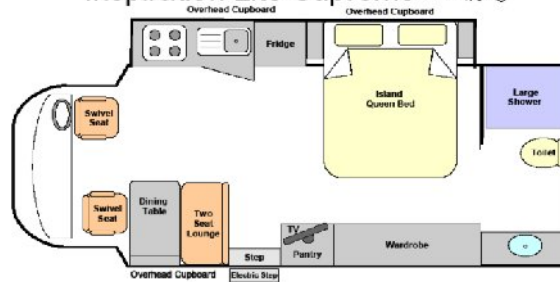 Overhead Cupboard
Overhead Cupboard
Fridge
Swivel
Seat
Island
Queen Bed
Large
Shower
Toilet
Swivel
Seat
Dining
Table
Two
Seat
Lounge
TV
Pantry
Wardrobe
Step
Overhead Cupboard
Electric Step